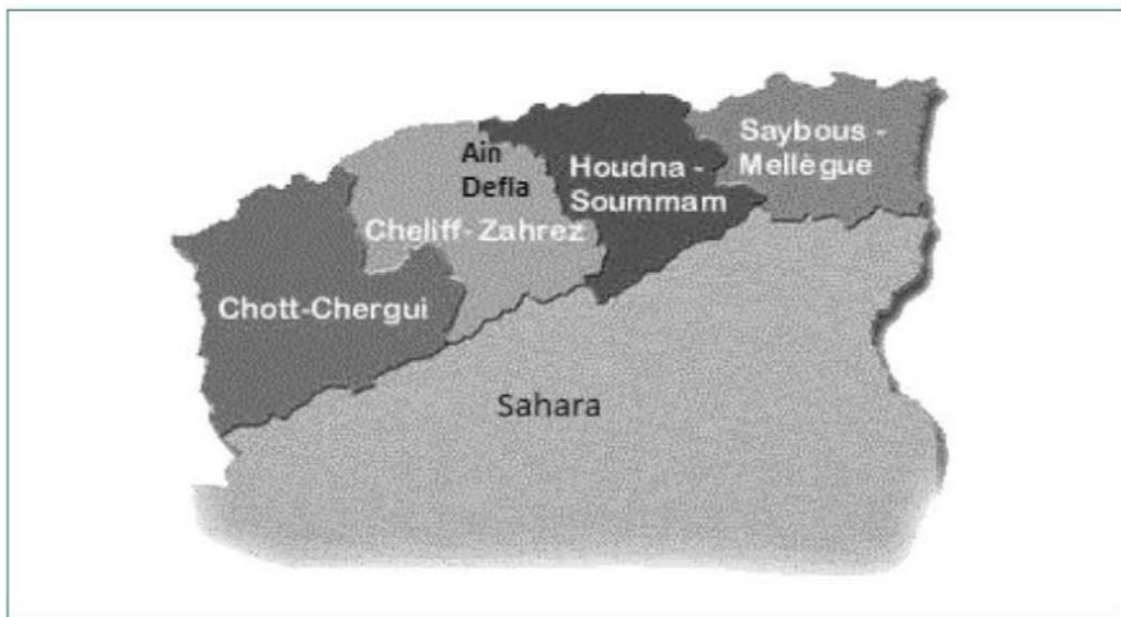 Saybous -
Mellègue
Ain
Defla
Houdna -
Soummam
Cheliff-Zahrez
Chott-Chergui
Sahara